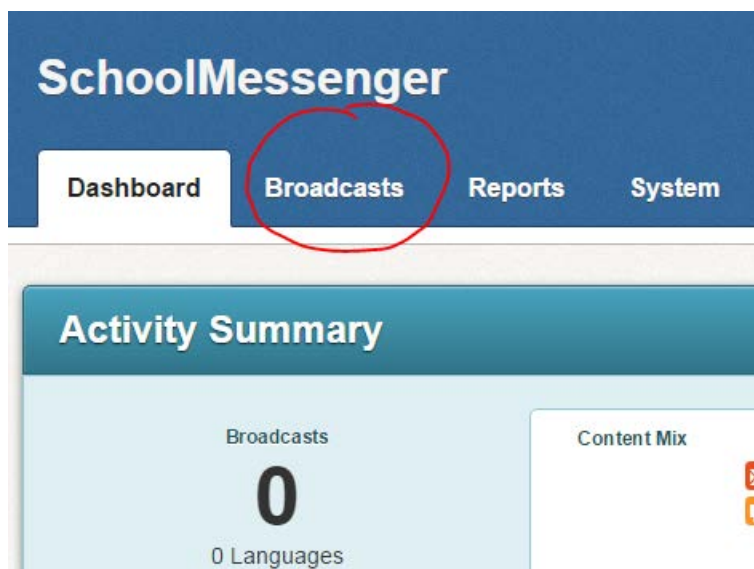 SchoolMessenger
Dashboard Broadcasts Reports System
Activity Summary
Broadcasts
Content Mix
0
0 Languages